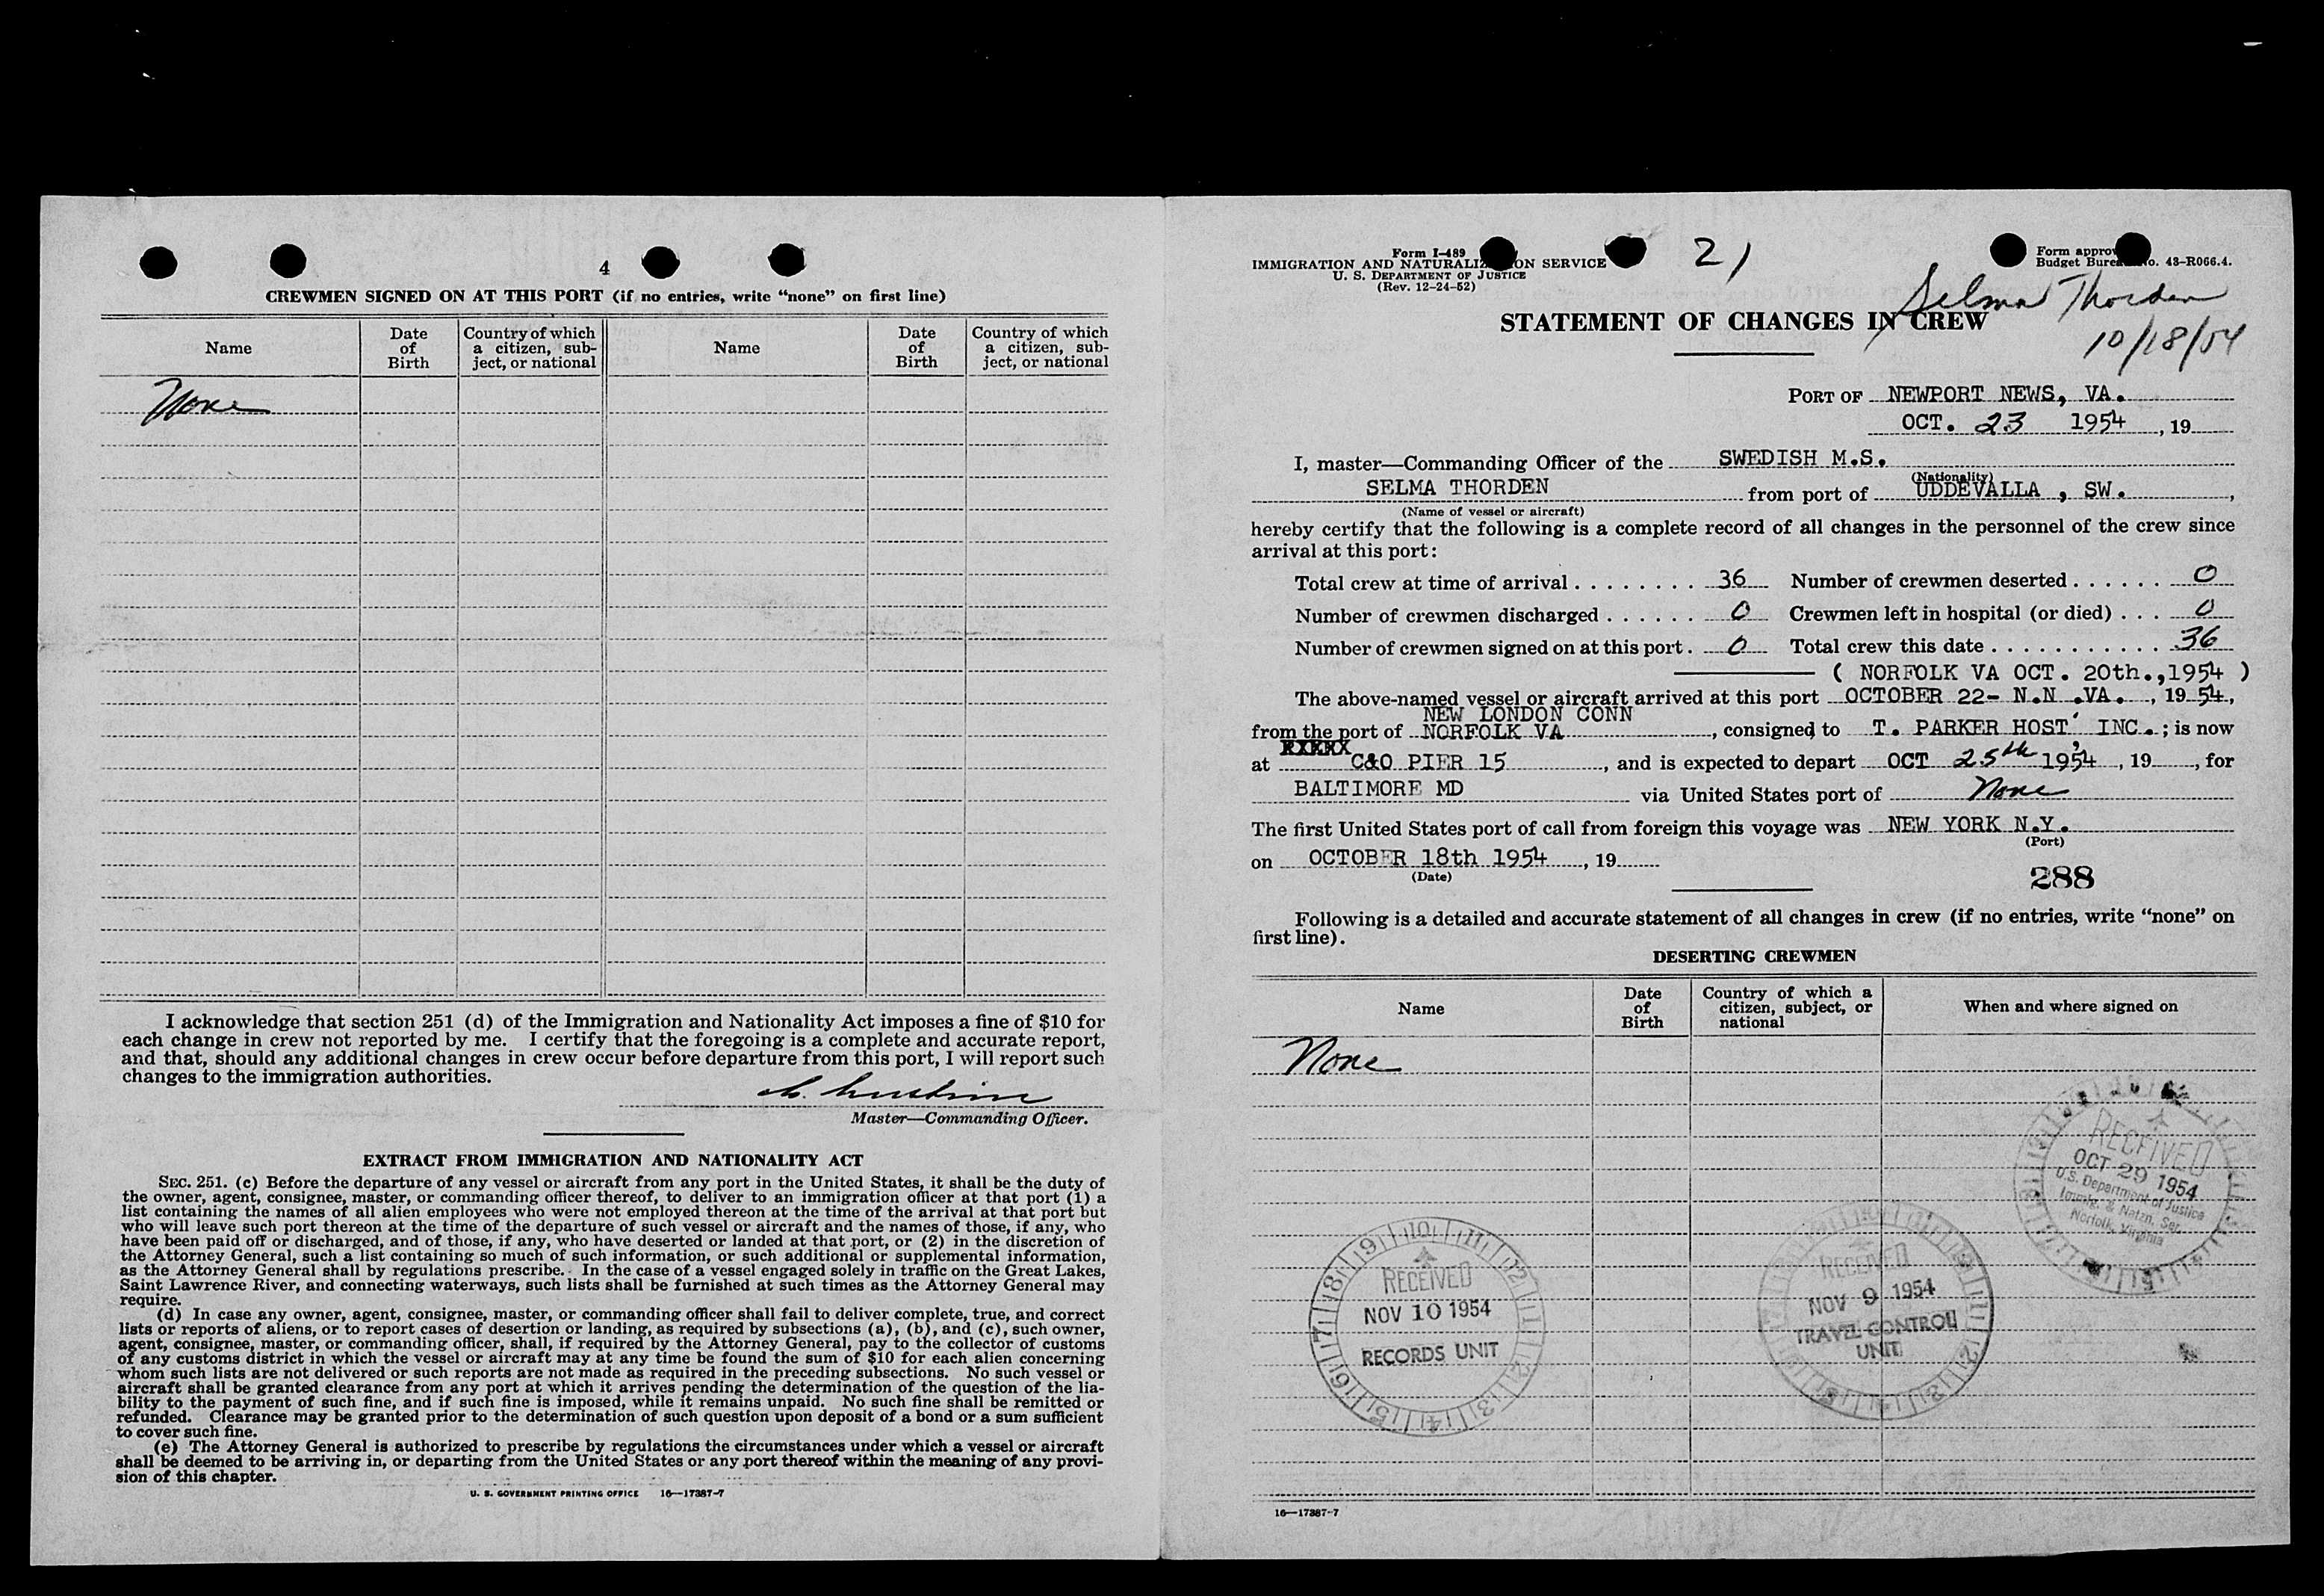 4
CREWMEN SIGNED ON AT THIS PORT (if no entries, write “none” on first line)
Name
Date of Birth
Country of which a citizen, sub-ject, or national
Name
Date of Birth
Country of which a citizen, sub-ject, or national
None
I acknowledge that section 251 (d) of the Immigration and Nationality Act imposes a fine of $10 for
each change in crew not reported by me. I certify that the foregoing is a complete and accurate report,
and that, should any additional changes in crew occur before departure from this port, I will report such
changes to the immigration authorities.
Master—Commanding Officer.
EXTRACT FROM IMMIGRATION AND NATIONALITY ACT
SEC. 251. (c) Before the departure of any vessel or aircraft from any port in the United States, it shall be the duty of
the owner, agent, consignee, master, or commanding officer thereof, to deliver to an immigration officer at that port (1) a
list containing the names of all alien employees who were not employed thereon at the time of the arrival at that port but
who will leave such port thereon at the time of the departure of such vessel or aircraft and the names of those, if any, who
have been paid off or discharged, and of those, if any, who have deserted or landed at that port, or (2) in the discretion of
the Attorney General, such a list containing so much of such information, or such additional or supplemental information,
as the Attorney General shall by regulations prescribe. In the case of a vessel engaged solely in traffic on the Great Lakes,
Saint Lawrence River, and connecting waterways, such lists shall be furnished at such times as the Attorney General may
require.
(d) In case any owner, agent, consignee, master, or commanding officer shall fail to deliver complete, true, and correct
lists or reports of aliens, or to report cases of desertion or landing, as required by subsections (a), (b), and (c), such owner,
agent, consignee, master, or commanding officer, shall, if required by the Attorney General, pay to the collector of customs
of any customs district in which the vessel or aircraft may at any time be found the sum of $10 for each alien concerning
whom such lists are not delivered or such reports are not made as required in the preceding subsections. No such vessel or
aircraft shall be granted clearance from any port at which it arrives pending the determination of the question of the lia-
bility to the payment of such fine, and if such fine is imposed, while it remains unpaid. No such fine shall be remitted or
refunded. Clearance may be granted prior to the determination of such question upon deposit of a bond or a sum sufficient
to cover such fine.
(e) The Attorney General is authorized to prescribe by regulations the circumstances under which a vessel or aircraft
shall be deemed to be arriving in, or departing from the United States or any port thereof within the meaning of any provi-
sion of this chapter.
U. S. GOVERNMENT PRINTING OFFICE 16—17387-7
Form I-489
IMMIGRATION AND NATURALIZ ON SERVICE
U. S. DEPARTMENT OF JUSTICE
(Rev. 12-24-52)
21
Form approv
Budget Bure o. 43-R066.4.
Selma Thorden
10/18/54
STATEMENT OF CHANGES IN CREW
PORT OF NEWPORT NEWS, VA.
OCT. 23 1954 , 19
I, master—Commanding Officer of the SWEDISH M.S.
(Nationality)
SELMA THORDEN from port of UDDEVALLA , SW. ,
(Name of vessel or aircraft)
hereby certify that the following is a complete record of all changes in the personnel of the crew since
arrival at this port:
Total crew at time of arrival . . . . . . . . 36 Number of crewmen deserted . . . . . . 0
Number of crewmen discharged . . . . . . 0 Crewmen left in hospital (or died) . . . 0
Number of crewmen signed on at this port . 0 Total crew this date . . . . . . . . . . . 36
( NORFOLK VA OCT. 20th.,1954 )
The above-named vessel or aircraft arrived at this port OCTOBER 22- N.N .VA. , 19 54,
NEW LONDON CONN
from the port of NORFOLK VA , consigned to T. PARKER HOST' INC. ; is now
at C&O PIER 15 , and is expected to depart OCT 25th 1954 , 19 , for
BALTIMORE MD via United States port of None
The first United States port of call from foreign this voyage was NEW YORK N.Y.
(Port)
on OCTOBER 18th 1954 , 19
(Date)
288
Following is a detailed and accurate statement of all changes in crew (if no entries, write “none” on
first line).
DESERTING CREWMEN
Name
Date of Birth
Country of which a citizen, subject, or national
When and where signed on
None
RECEIVED
OCT 29 1954
U.S. Department of Justice
Immig. & Natzn. Ser.
Norfolk, Virginia
RECEIVED
NOV 10 1954
RECORDS UNIT
RECEIVED
NOV 9 1954
TRAVEL CONTROL
UNIT
16—17387-7